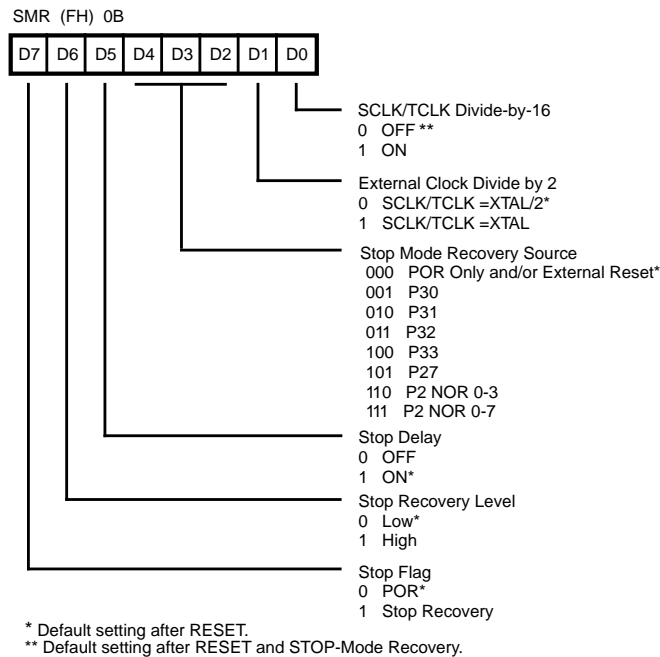 SMR (FH) 0B
D7 D6 D5 D4 D3 D2 D1 D0
SCLK/TCLK Divide-by-16
0 OFF **
1 ON
External Clock Divide by 2
0 SCLK/TCLK =XTAL/2*
1 SCLK/TCLK =XTAL
Stop Mode Recovery Source
000 POR Only and/or External Reset*
001 P30
010 P31
011 P32
100 P33
101 P27
110 P2 NOR 0-3
111 P2 NOR 0-7
Stop Delay
0 OFF
1 ON*
Stop Recovery Level
0 Low*
1 High
Stop Flag
0 POR*
1 Stop Recovery
* Default setting after RESET.
** Default setting after RESET and STOP-Mode Recovery.